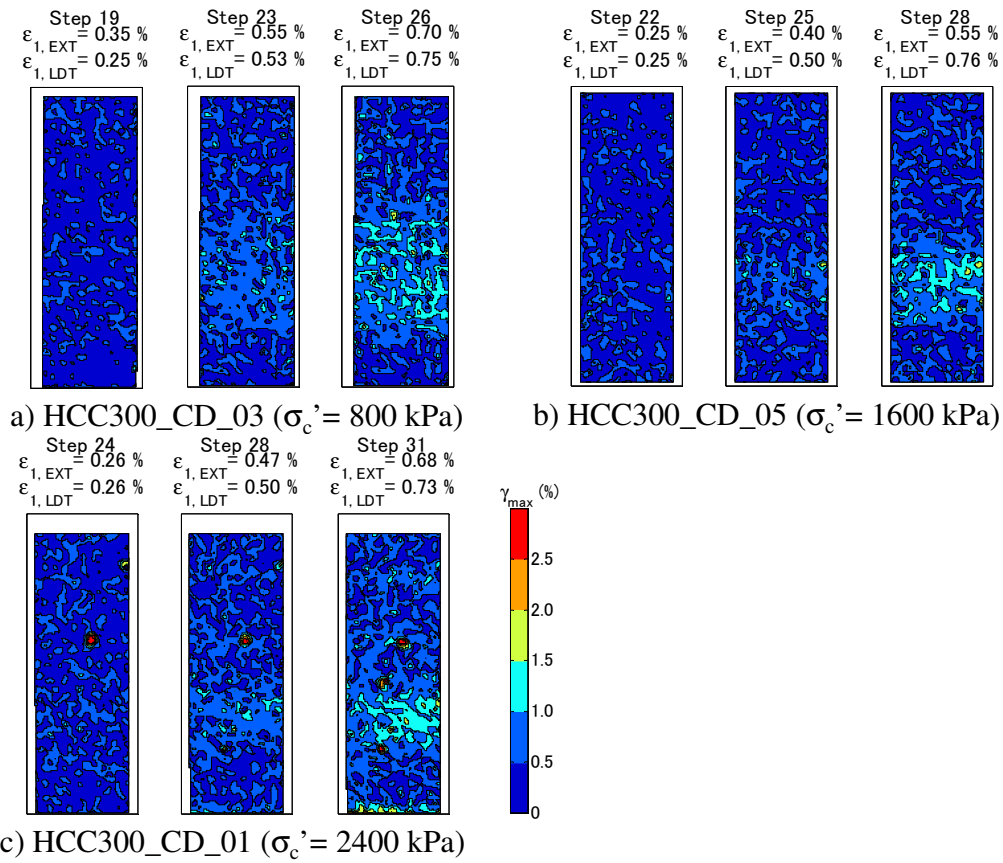 Step 19 Step 23 Step 26 Step 22 Step 25 Step 28
ε1, EXT= 0.35 % ε1, EXT= 0.55 % ε1, EXT= 0.70 % ε1, EXT= 0.25 % ε1, EXT= 0.40 % ε1, EXT= 0.55 %
ε1, LDT= 0.25 % ε1, LDT= 0.53 % ε1, LDT= 0.75 % ε1, LDT= 0.25 % ε1, LDT= 0.50 % ε1, LDT= 0.76 %
a) HCC300_CD_03 (σc’= 800 kPa) b) HCC300_CD_05 (σc’= 1600 kPa)
Step 24 Step 28 Step 31
ε1, EXT= 0.26 % ε1, EXT= 0.47 % ε1, EXT= 0.68 %
ε1, LDT= 0.26 % ε1, LDT= 0.50 % ε1, LDT= 0.73 %
γmax (%)
2.5
2.0
1.5
1.0
0.5
0
c) HCC300_CD_01 (σc’= 2400 kPa)